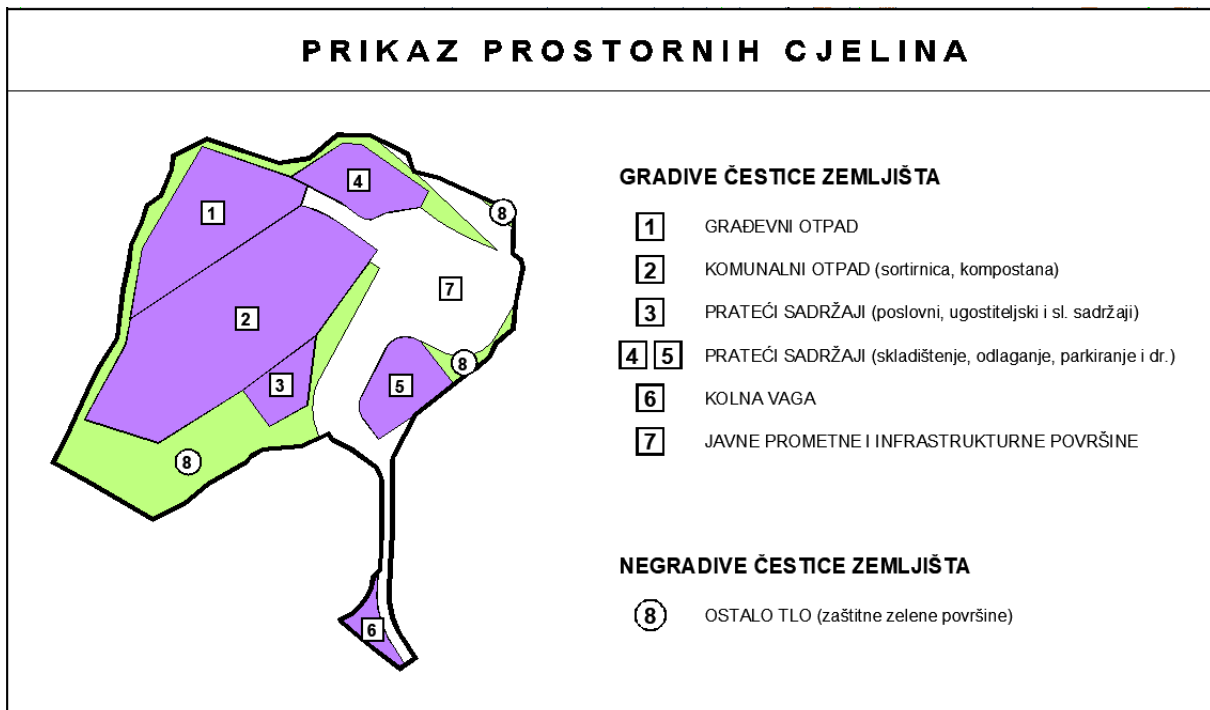 PRIKAZ PROSTORNIH CJELINA
4
8
1
7
2
3
5
8
8
6
GRADIVE ČESTICE ZEMLJIŠTA
1 GRAĐEVNI OTPAD
2 KOMUNALNI OTPAD (sortirnica, kompostana)
3 PRATEĆI SADRŽAJI (poslovni, ugostiteljski i sl. sadržaji)
4 5 PRATEĆI SADRŽAJI (skladištenje, odlaganje, parkiranje i dr.)
6 KOLNA VAGA
7 JAVNE PROMETNE I INFRASTRUKTURNE POVRŠINE
NEGRADIVE ČESTICE ZEMLJIŠTA
8 OSTALO TLO (zaštitne zelene površine)